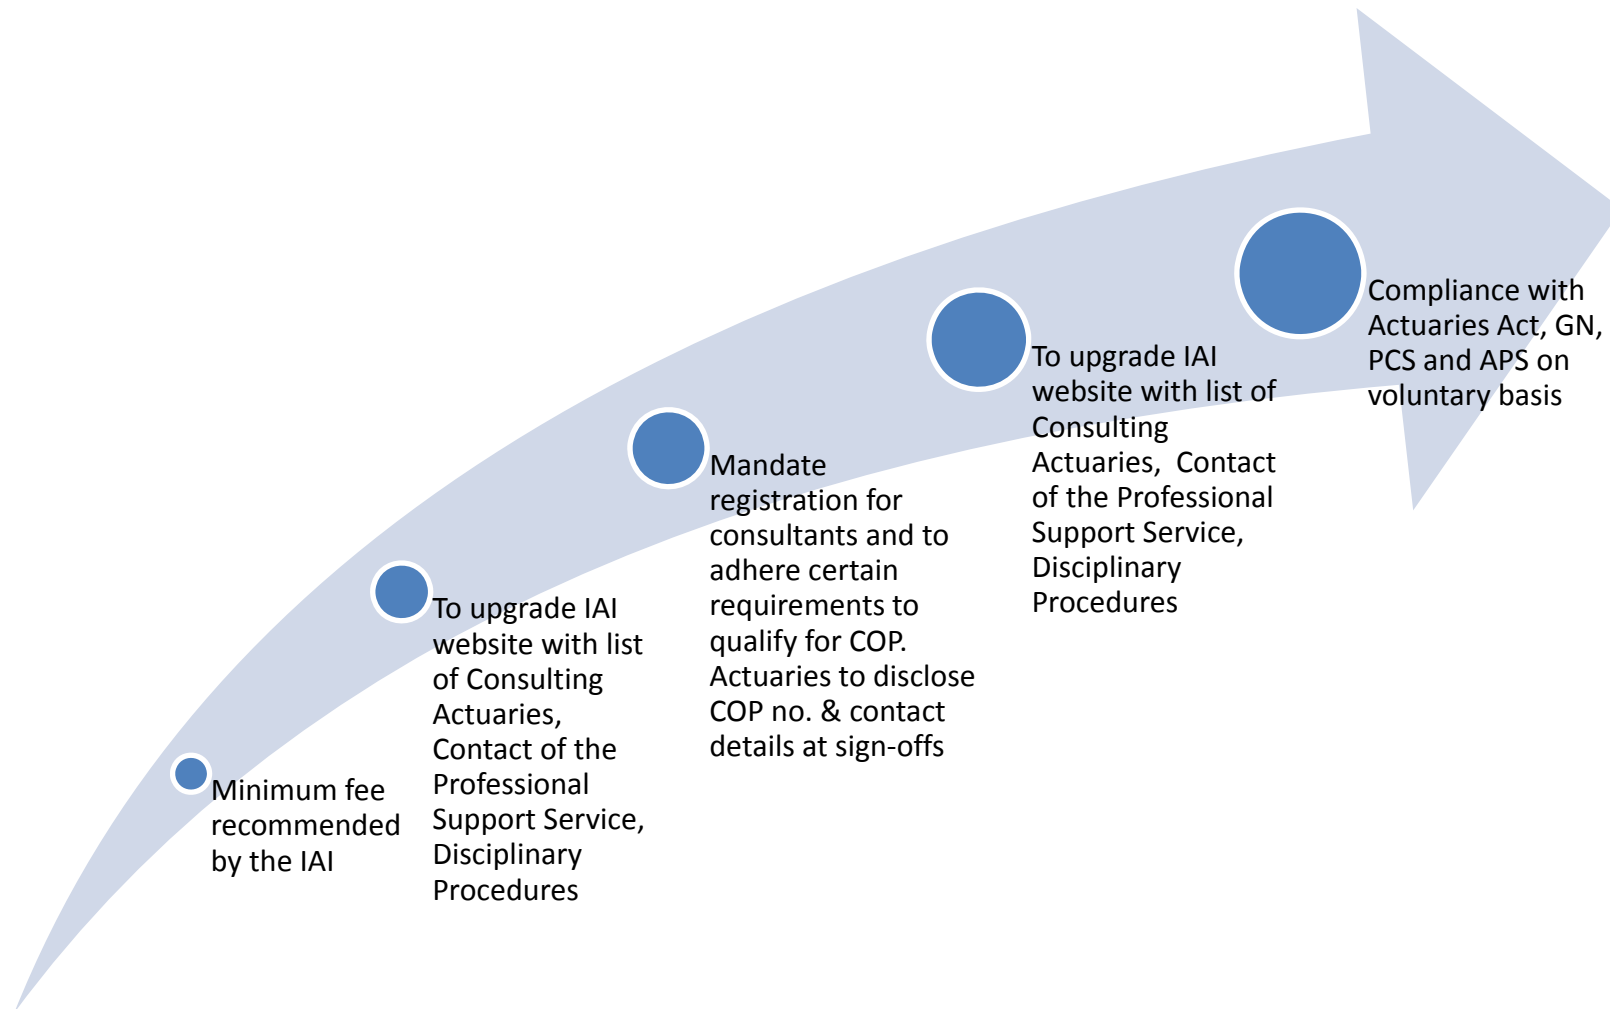 Minimum fee
recommended
by the IAI
To upgrade IAI
website with list
of Consulting
Actuaries,
Contact of the
Professional
Support Service,
Disciplinary
Procedures
Mandate
registration for
consultants and to
adhere certain
requirements to
qualify for COP.
Actuaries to disclose
COP no. & contact
details at sign-offs
To upgrade IAI
website with list of
Consulting
Actuaries,  Contact
of the Professional
Support Service,
Disciplinary
Procedures
Compliance with
Actuaries Act, GN,
PCS and APS on
voluntary basis